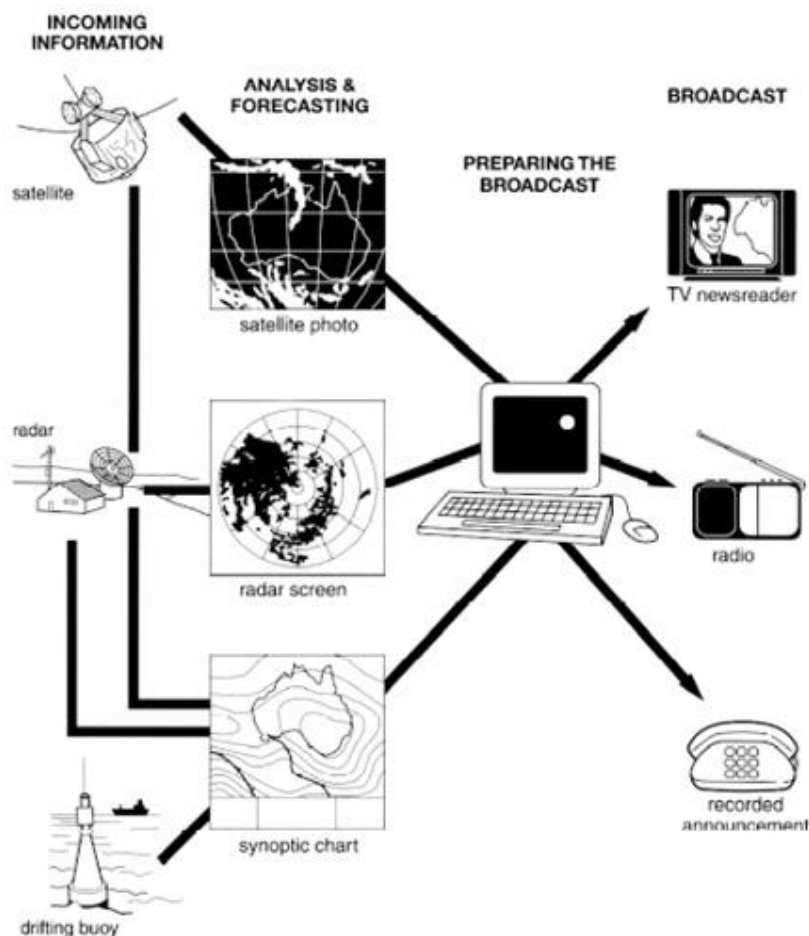 INCOMING
INFORMATION
satellite
radar
drifting buoy
ANALYSIS &
FORECASTING
satellite photo
radar screen
synoptic chart
PREPARING THE
BROADCAST
BROADCAST
TV newsreader
radio
recorded
announcement